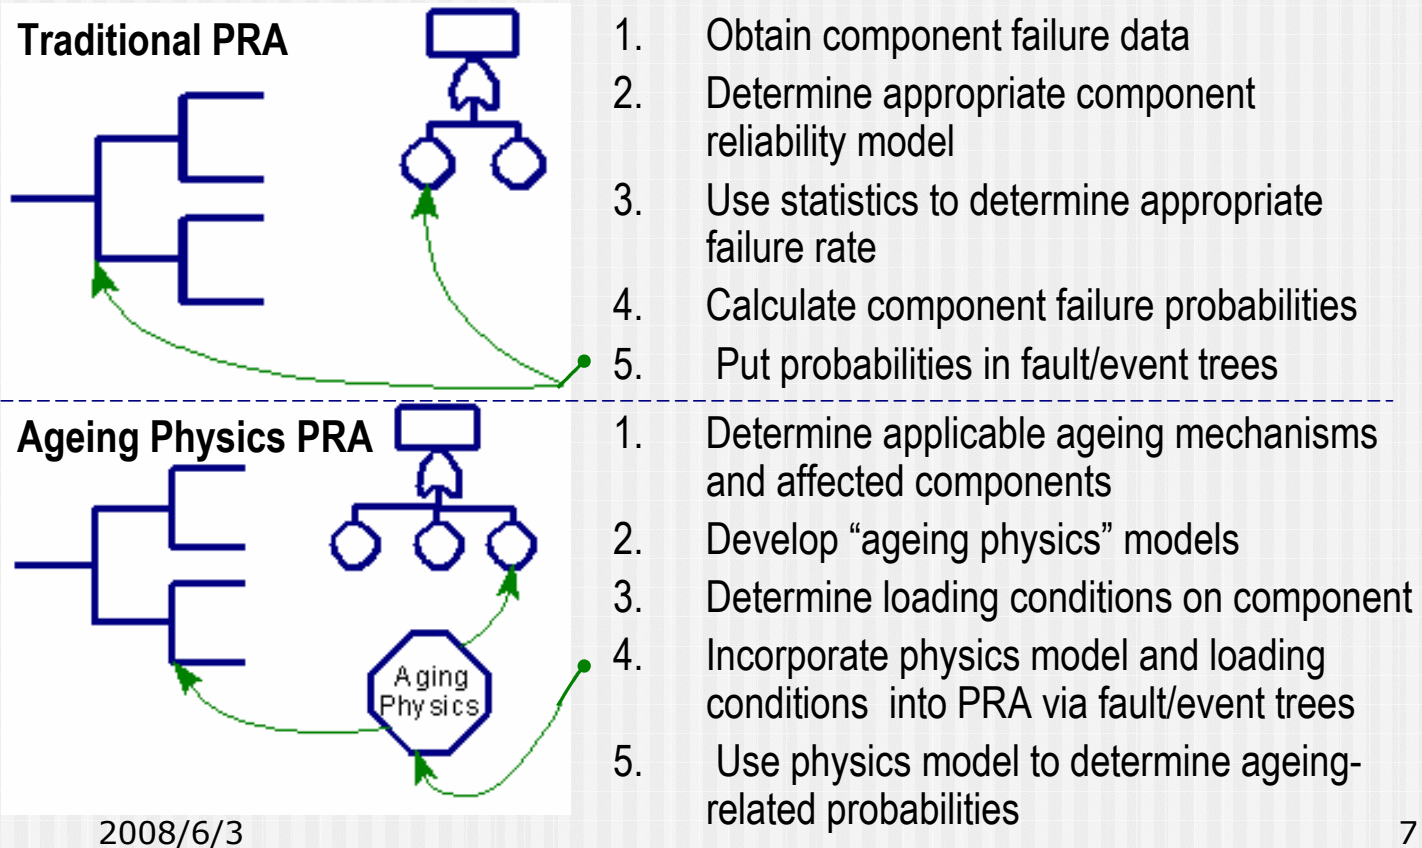 Traditional PRA
1. Obtain component failure data
2. Determine appropriate component
reliability model
3. Use statistics to determine appropriate
failure rate
4. Calculate component failure probabilities
5. Put probabilities in fault/event trees
Ageing Physics PRA
Aging
Physics
1. Determine applicable ageing mechanisms
and affected components
2. Develop “ageing physics” models
3. Determine loading conditions on component
4. Incorporate physics model and loading
conditions into PRA via fault/event trees
5. Use physics model to determine ageing-
related probabilities
2008/6/3
7